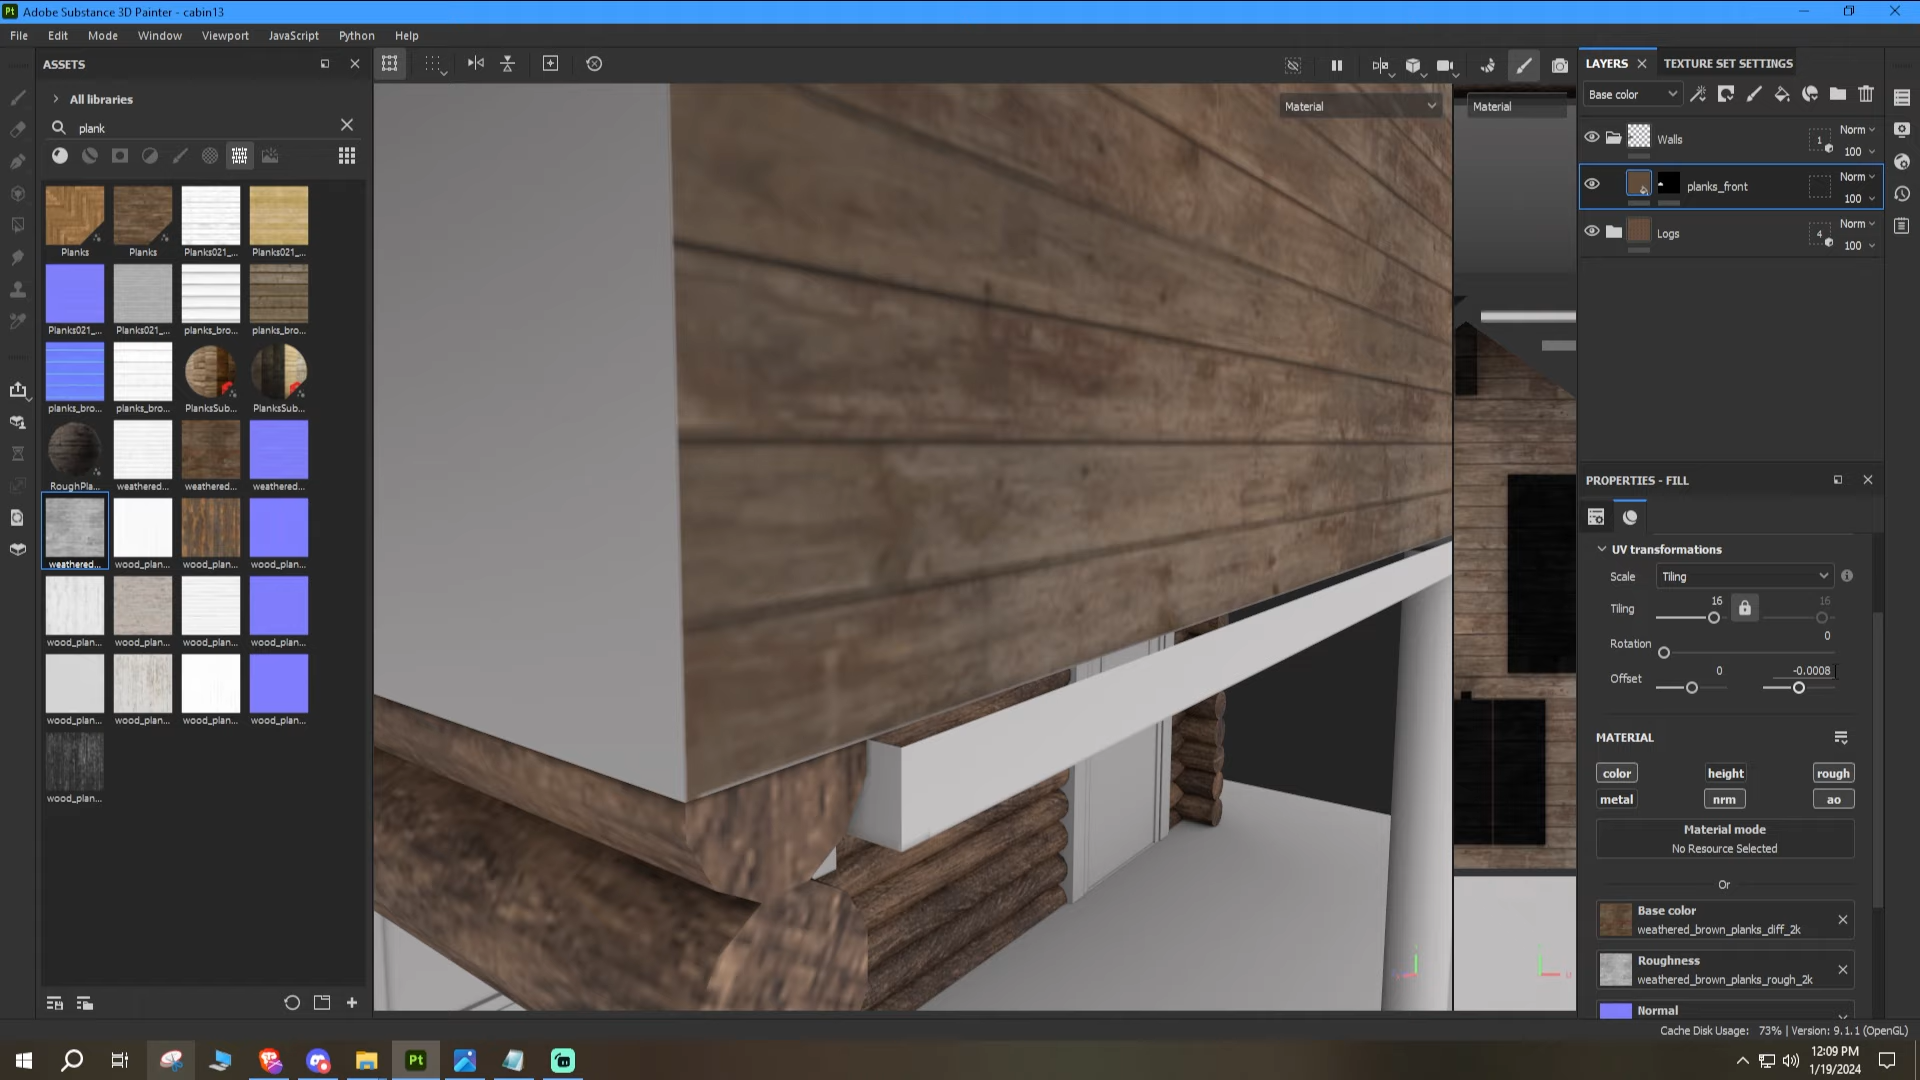 Pt Adobe Substance 3D Painter - cabin13
File Edit Mode Window Viewport JavaScript Python Help
ASSETS
All libraries
plank
Planks Planks Planks021_... Planks021_...
Planks021_... Planks021_... planks_bro... planks_bro...
planks_bro... planks_bro... PlanksSub... PlanksSub...
RoughPla... weathered... weathered... weathered...
weathered... wood_plan... wood_plan... wood_plan...
wood_plan... wood_plan... wood_plan... wood_plan...
wood_plan... wood_plan... wood_plan... wood_plan...
wood_plan...
Material
Material
LAYERS TEXTURE SET SETTINGS
Base color
Walls 1 Norm 100
planks_front Norm 100
Logs 4 Norm 100
PROPERTIES - FILL
UV transformations
Scale Tiling
Tiling 16 16
Rotation 0
Offset 0 -0.0008
MATERIAL
color height rough
metal nrm ao
Material mode
No Resource Selected
Or
Base color
weathered_brown_planks_diff_2k
Roughness
weathered_brown_planks_rough_2k
Normal
Cache Disk Usage: 73% | Version: 9.1.1 (OpenGL)
Pt
12:09 PM
1/19/2024